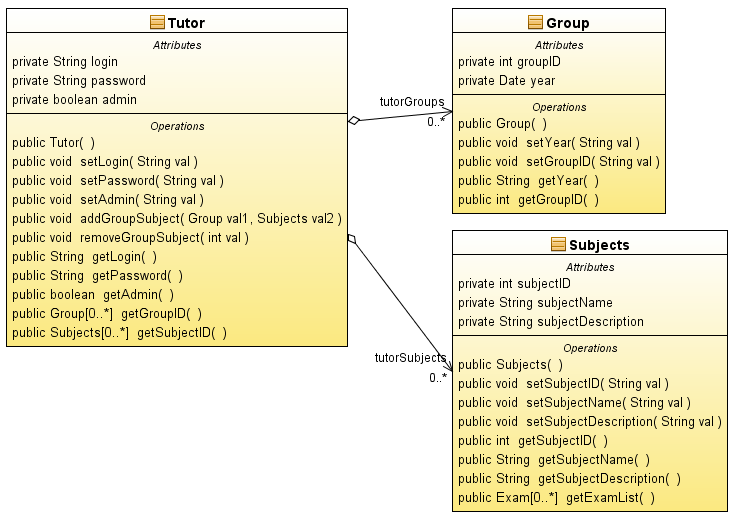 Tutor
Attributes
private String login
private String password
private boolean admin
Operations
public Tutor( )
public void setLogin( String val )
public void setPassword( String val )
public void setAdmin( String val )
public void addGroupSubject( Group val1, Subjects val2 )
public void removeGroupSubject( int val )
public String getLogin( )
public String getPassword( )
public boolean getAdmin( )
public Group[0..*] getGroupID( )
public Subjects[0..*] getSubjectID( )
tutorGroups
0..*
Group
Attributes
private int groupID
private Date year
Operations
public Group( )
public void setYear( String val )
public void setGroupID( String val )
public String getYear( )
public int getGroupID( )
tutorSubjects
0..*
Subjects
Attributes
private int subjectID
private String subjectName
private String subjectDescription
Operations
public Subjects( )
public void setSubjectID( String val )
public void setSubjectName( String val )
public void setSubjectDescription( String val )
public int getSubjectID( )
public String getSubjectName( )
public String getSubjectDescription( )
public Exam[0..*] getExamList( )